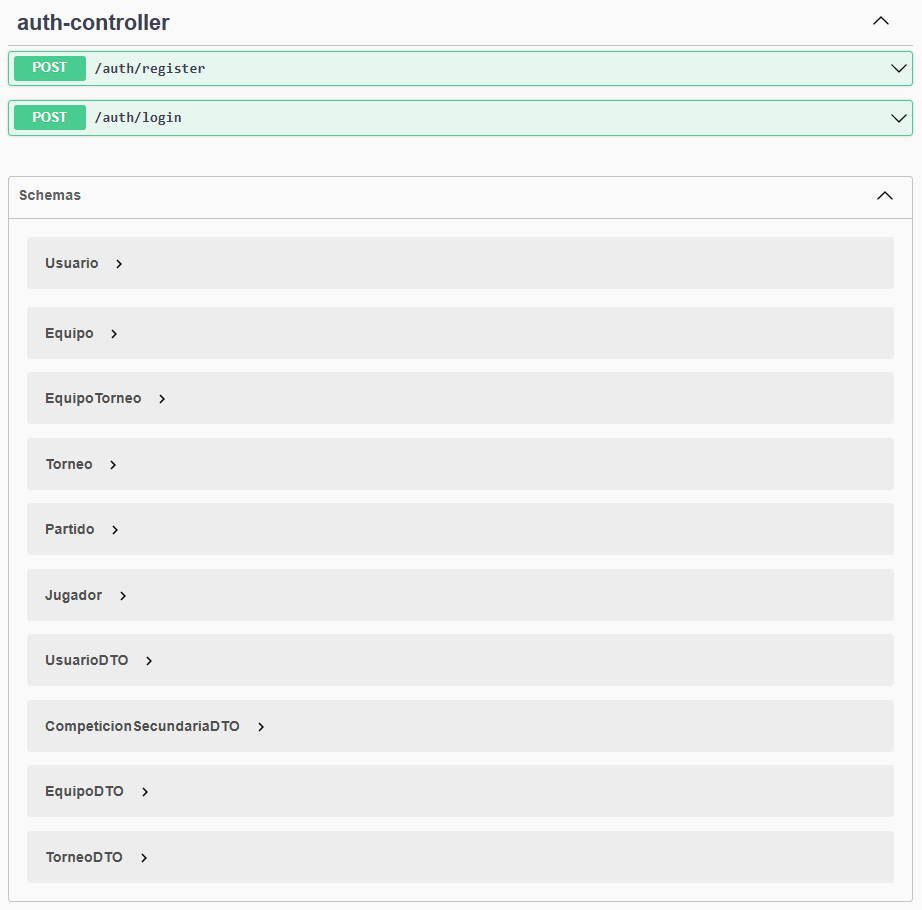 auth-controller
POST /auth/register
POST /auth/login
Schemas
Usuario
Equipo
EquipoTorneo
Torneo
Partido
Jugador
UsuarioDTO
CompeticionSecundariaDTO
EquipoDTO
TorneoDTO